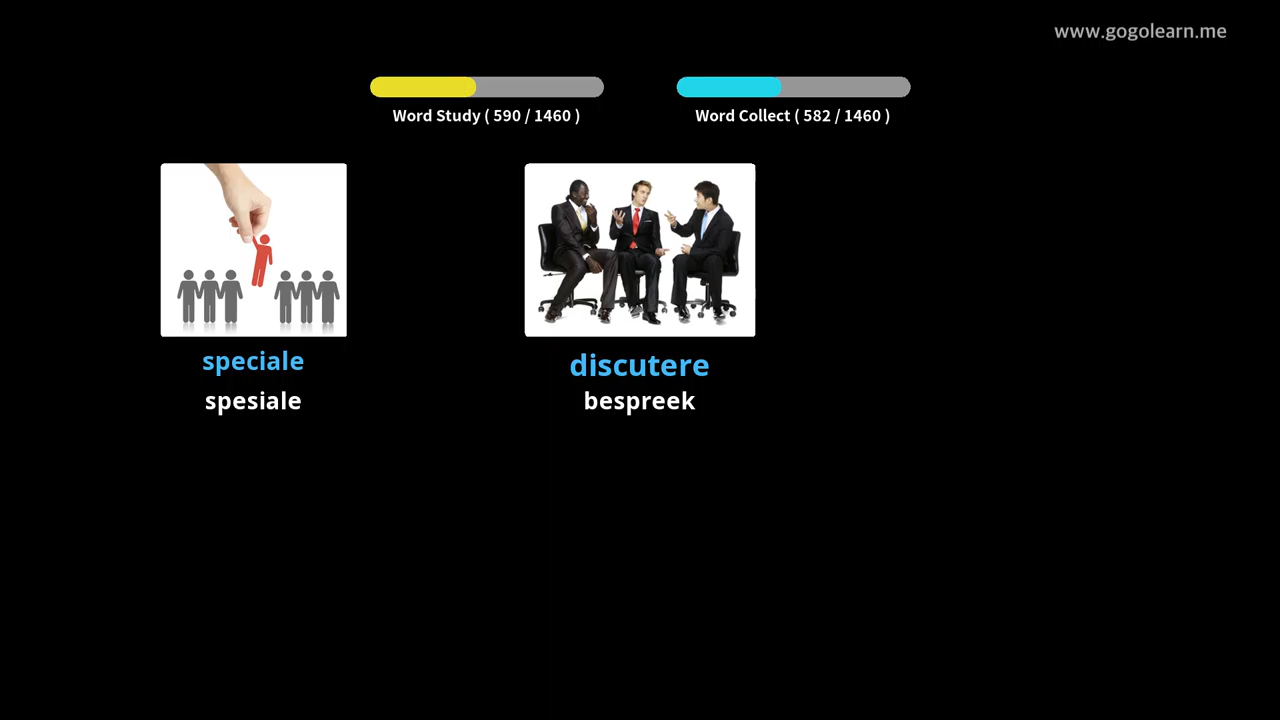 www.gogolearn.me
Word Study ( 590 / 1460 )
Word Collect ( 582 / 1460 )
speciale
spesiale
discutere
bespreek